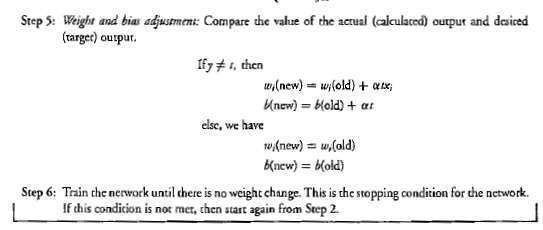 Step 5: Weight and bias adjustment: Compare the value of the actual (calculated) output and desired
(target) output.
If y ≠ t, then
wᵢ(new) = wᵢ(old) + αtxᵢ
b(new) = b(old) + αt
else, we have
wᵢ(new) = wᵢ(old)
b(new) = b(old)
Step 6: Train the network until there is no weight change. This is the stopping condition for the network.
If this condition is not met, then start again from Step 2.